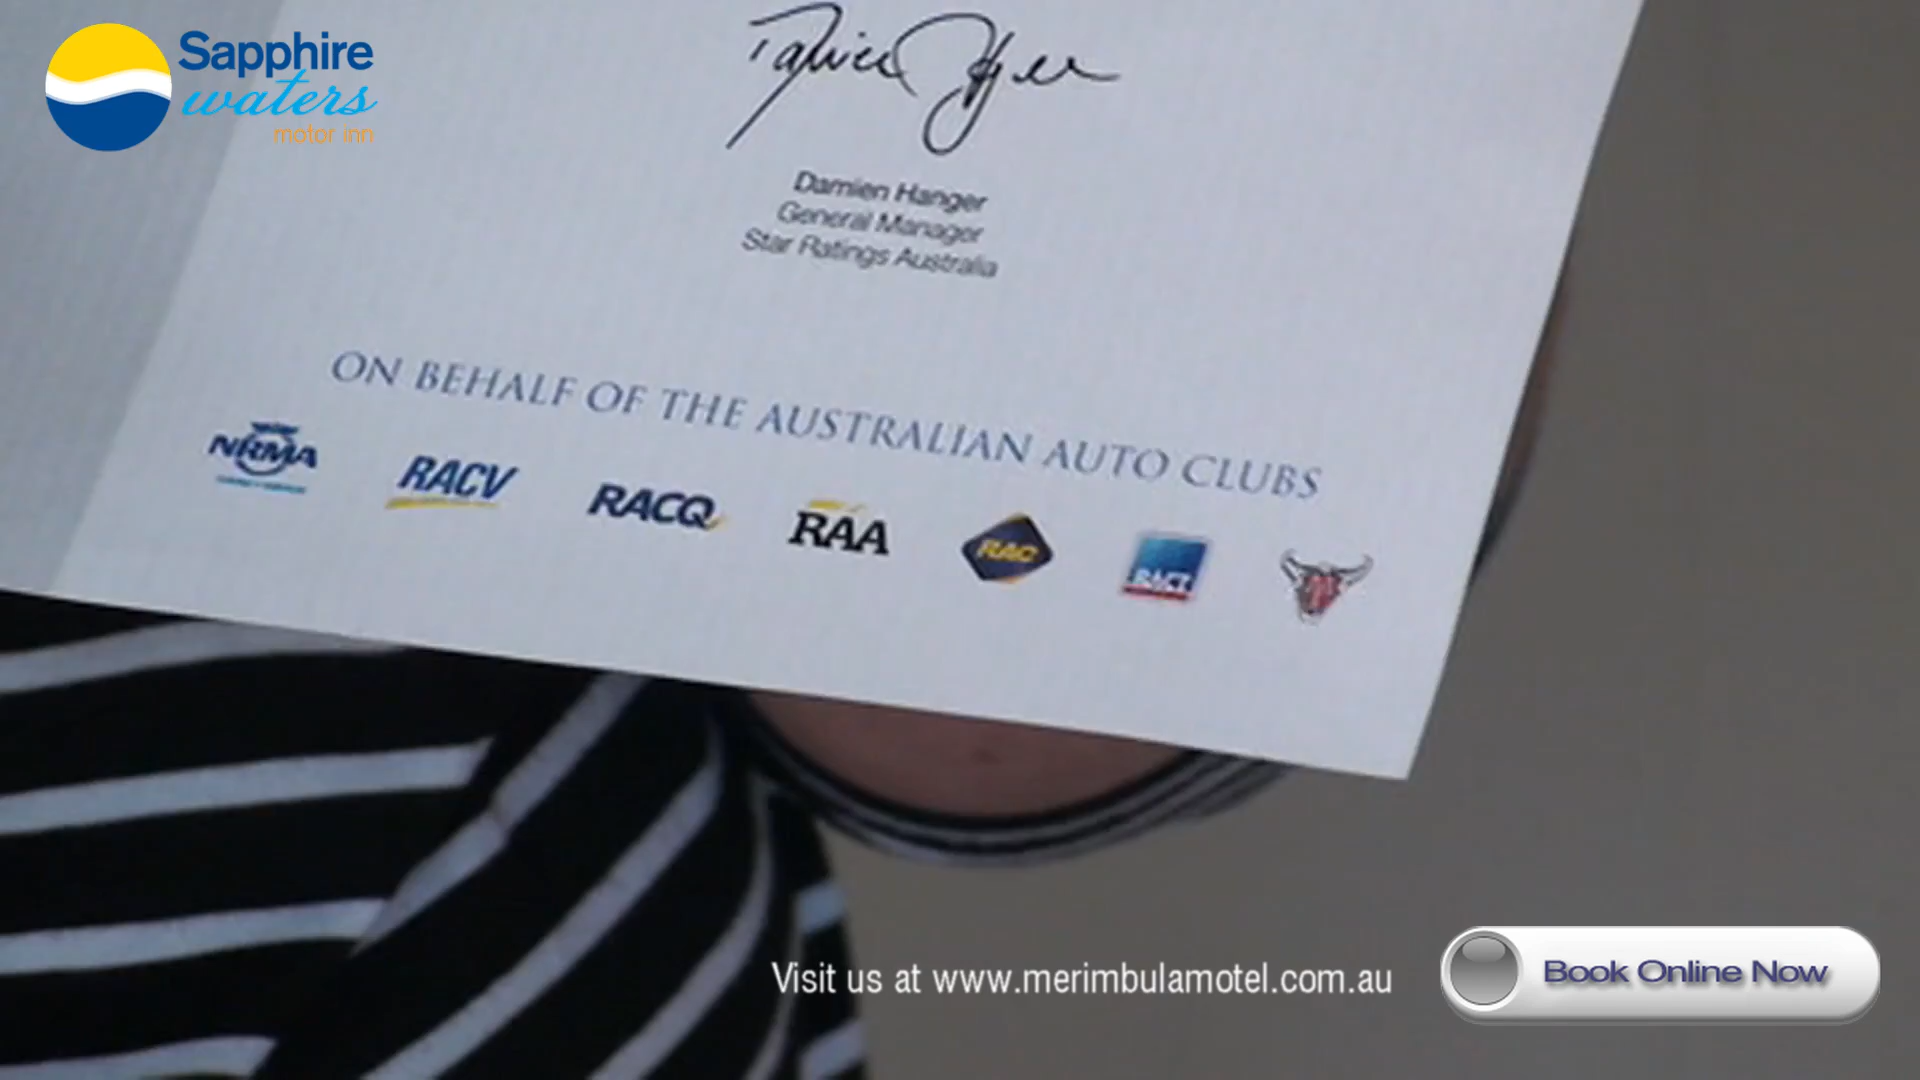 Sapphire
waters
motor inn
Damien Hanger
General Manager
Star Ratings Australia
ON BEHALF OF THE AUSTRALIAN AUTO CLUBS
NRMA
RACV
RACQ
RAA
RAC
RACT
Visit us at www.merimbulamotel.com.au
Book Online Now